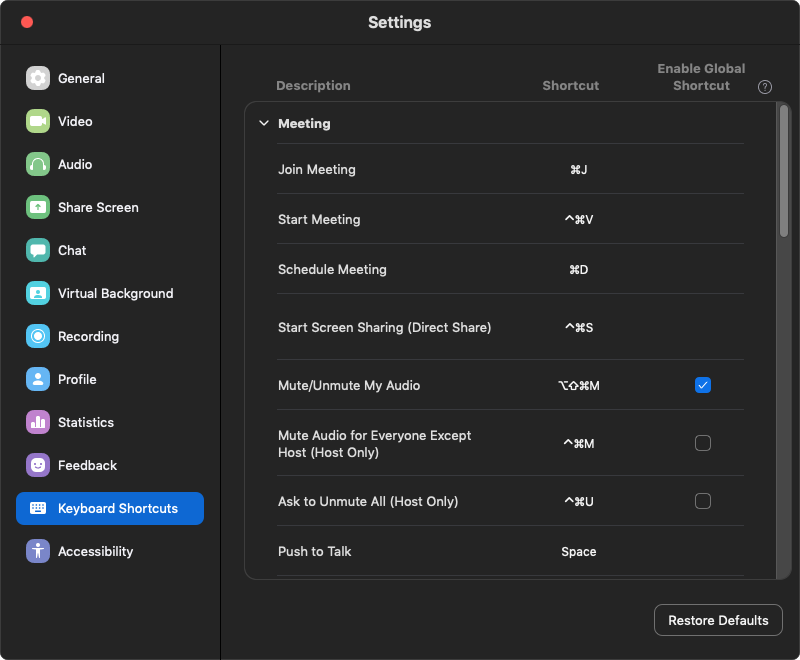 Settings
General
Video
Audio
Share Screen
Chat
Virtual Background
Recording
Profile
Statistics
Feedback
Keyboard Shortcuts
Accessibility
Description
Shortcut
Enable Global
Shortcut
?
Meeting
Join Meeting ⌘J
Start Meeting ^⌘V
Schedule Meeting ⌘D
Start Screen Sharing (Direct Share) ^⌘S
Mute/Unmute My Audio ⌥⇧⌘M
Mute Audio for Everyone Except
Host (Host Only)
^⌘M
Ask to Unmute All (Host Only) ^⌘U
Push to Talk Space
Restore Defaults